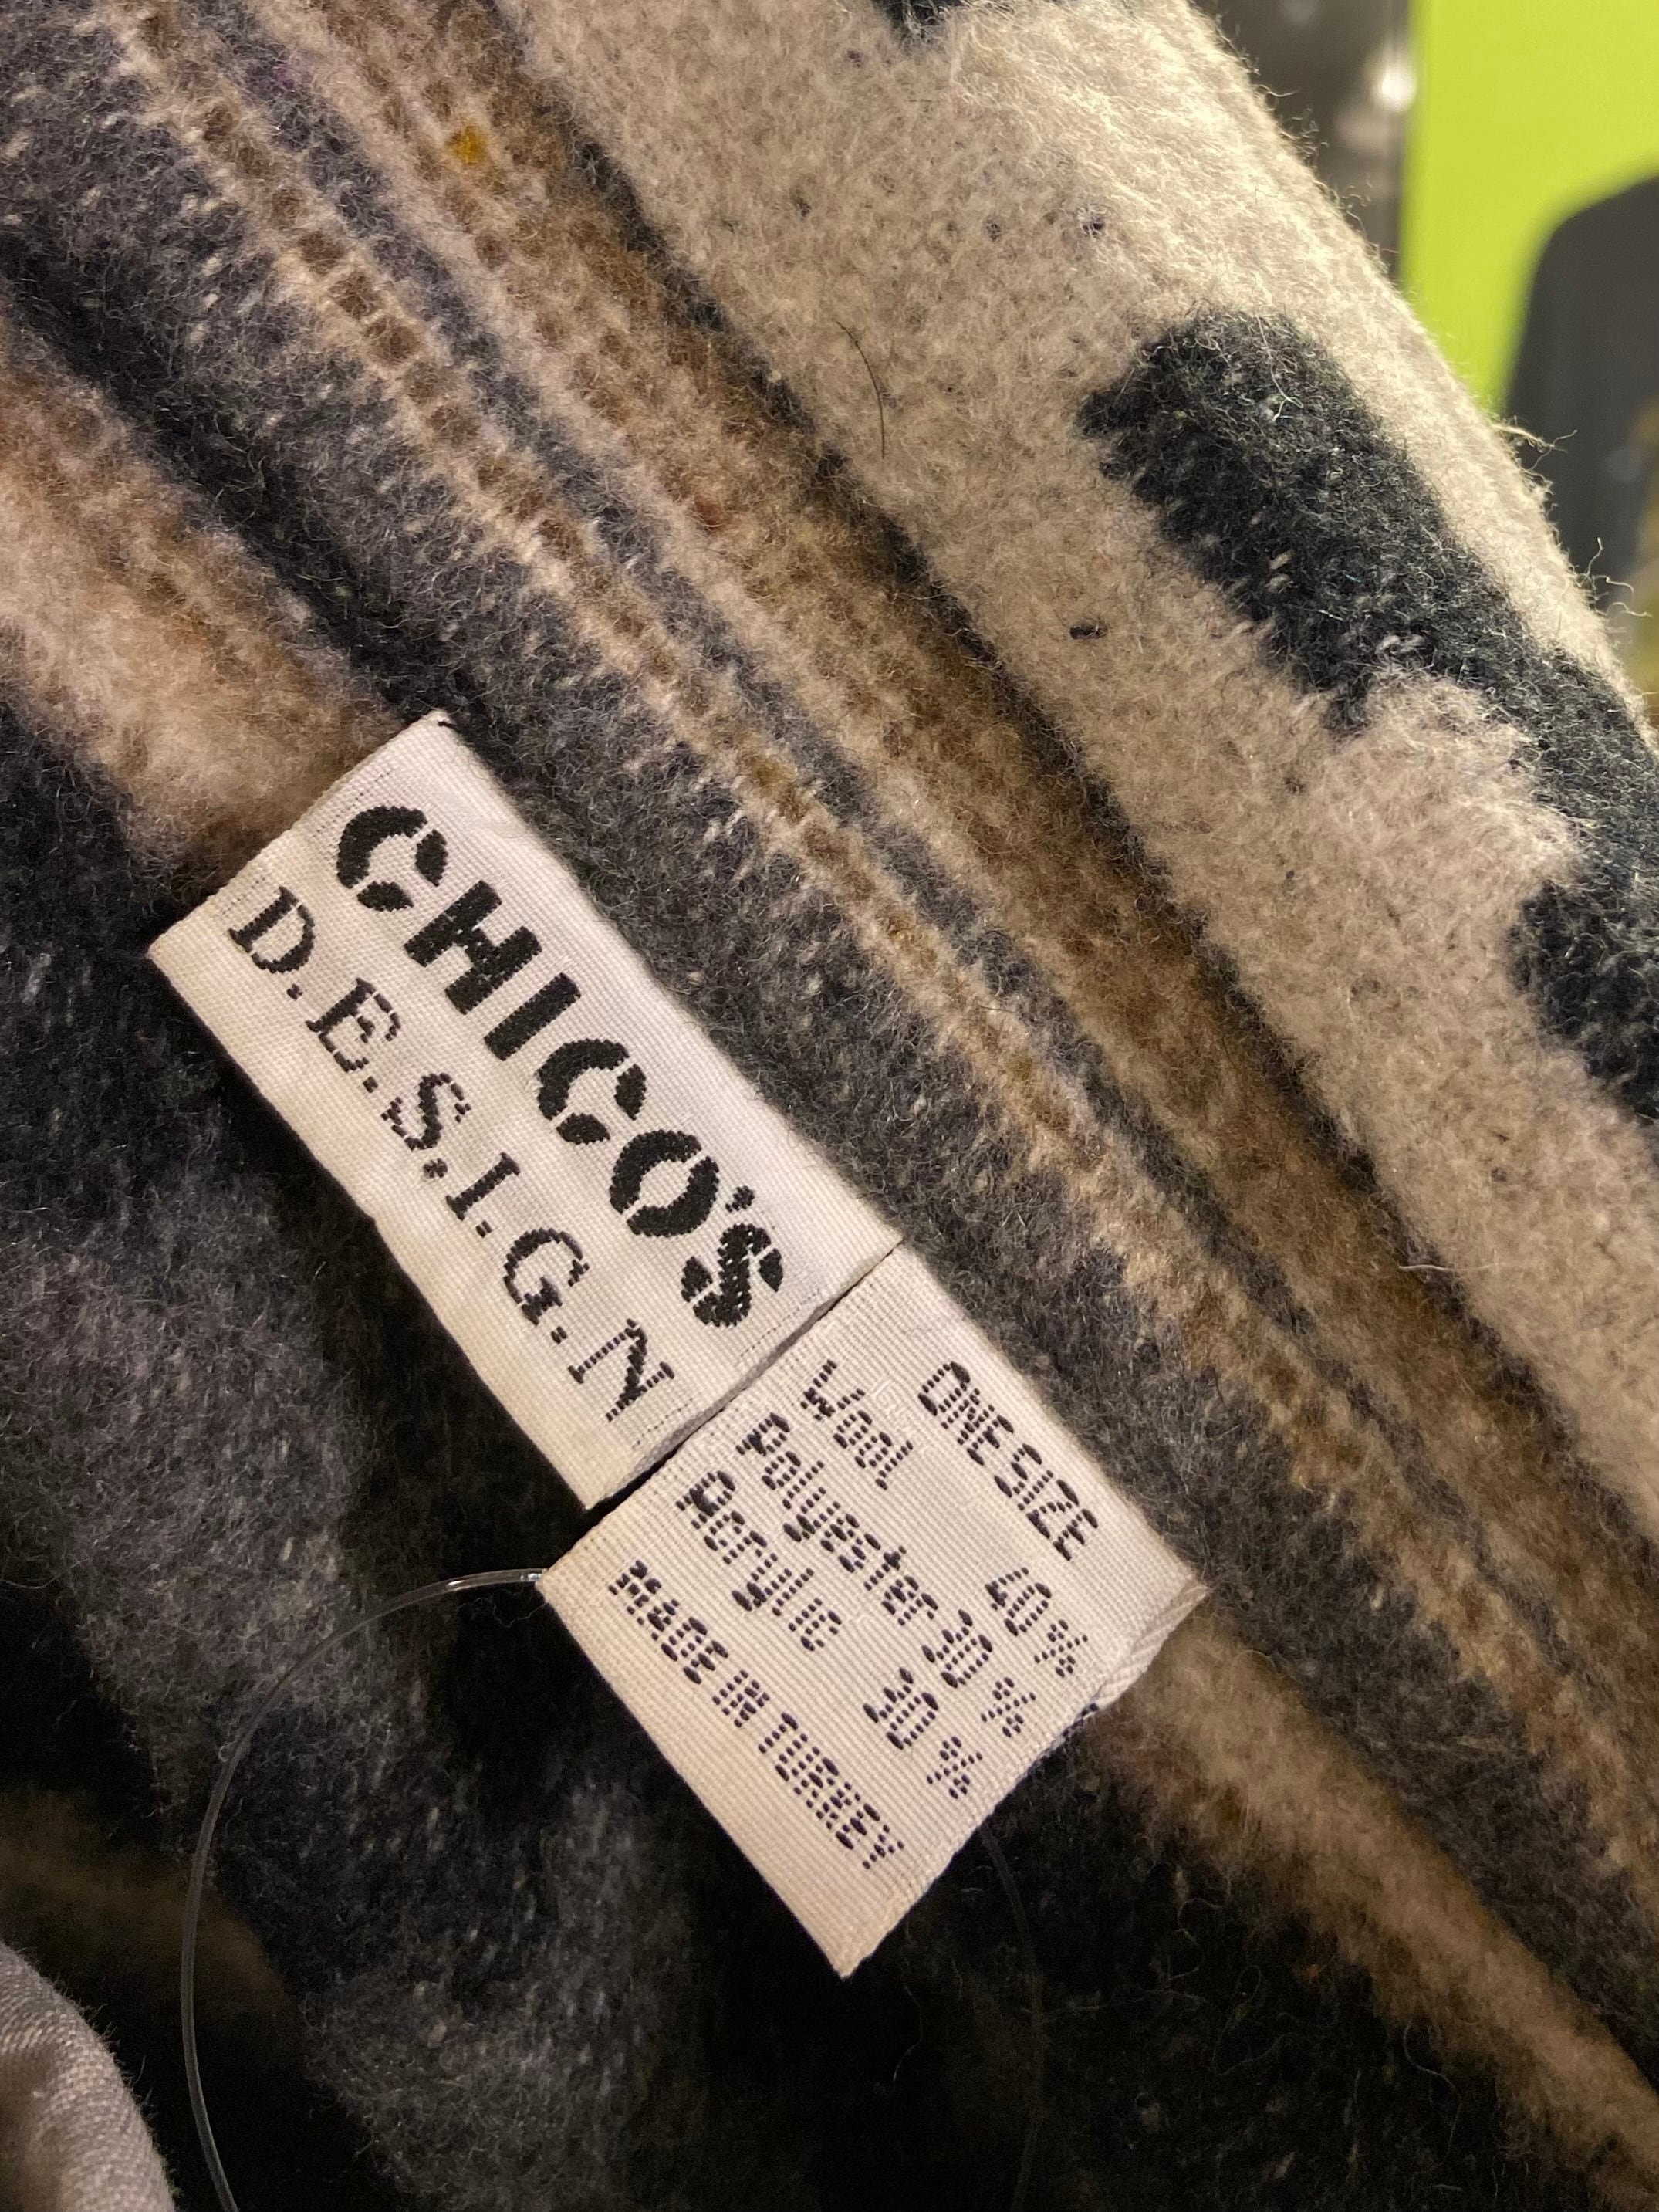 CHICO'S
D.E.S.I.G.N
ONE SIZE
Wool 40%
Polyester 30%
Acrylic 30%
MADE IN TURKEY